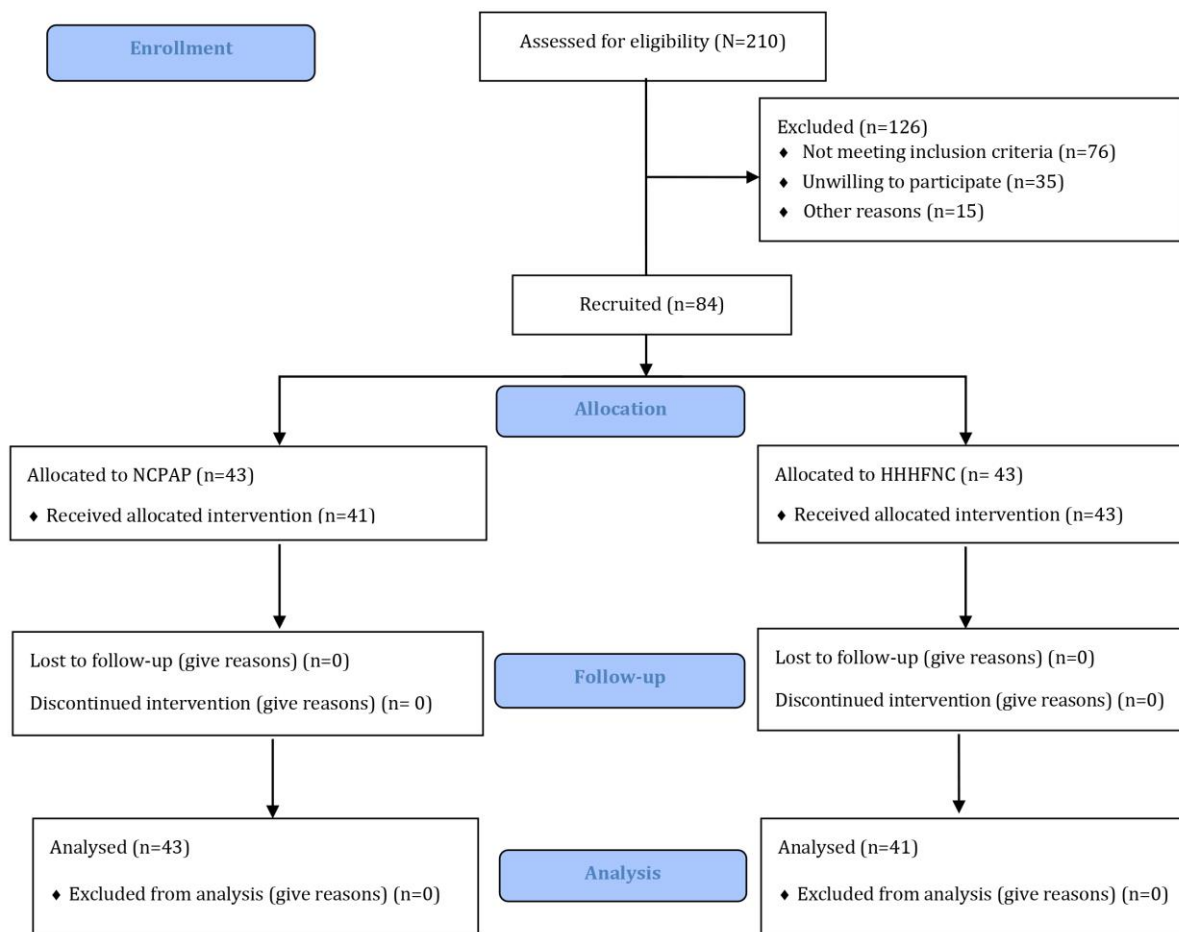 Enrollment
Assessed for eligibility (N=210)
Excluded (n=126)
♦ Not meeting inclusion criteria (n=76)
♦ Unwilling to participate (n=35)
♦ Other reasons (n=15)
Recruited (n=84)
Allocation
Allocated to NCPAP (n=43)
♦ Received allocated intervention (n=41)
Allocated to HHHFNC (n= 43)
♦ Received allocated intervention (n=43)
Lost to follow-up (give reasons) (n=0)
Discontinued intervention (give reasons) (n= 0)
Follow-up
Lost to follow-up (give reasons) (n=0)
Discontinued intervention (give reasons) (n=0)
Analysed (n=43)
♦ Excluded from analysis (give reasons) (n=0)
Analysis
Analysed (n=41)
♦ Excluded from analysis (give reasons) (n=0)